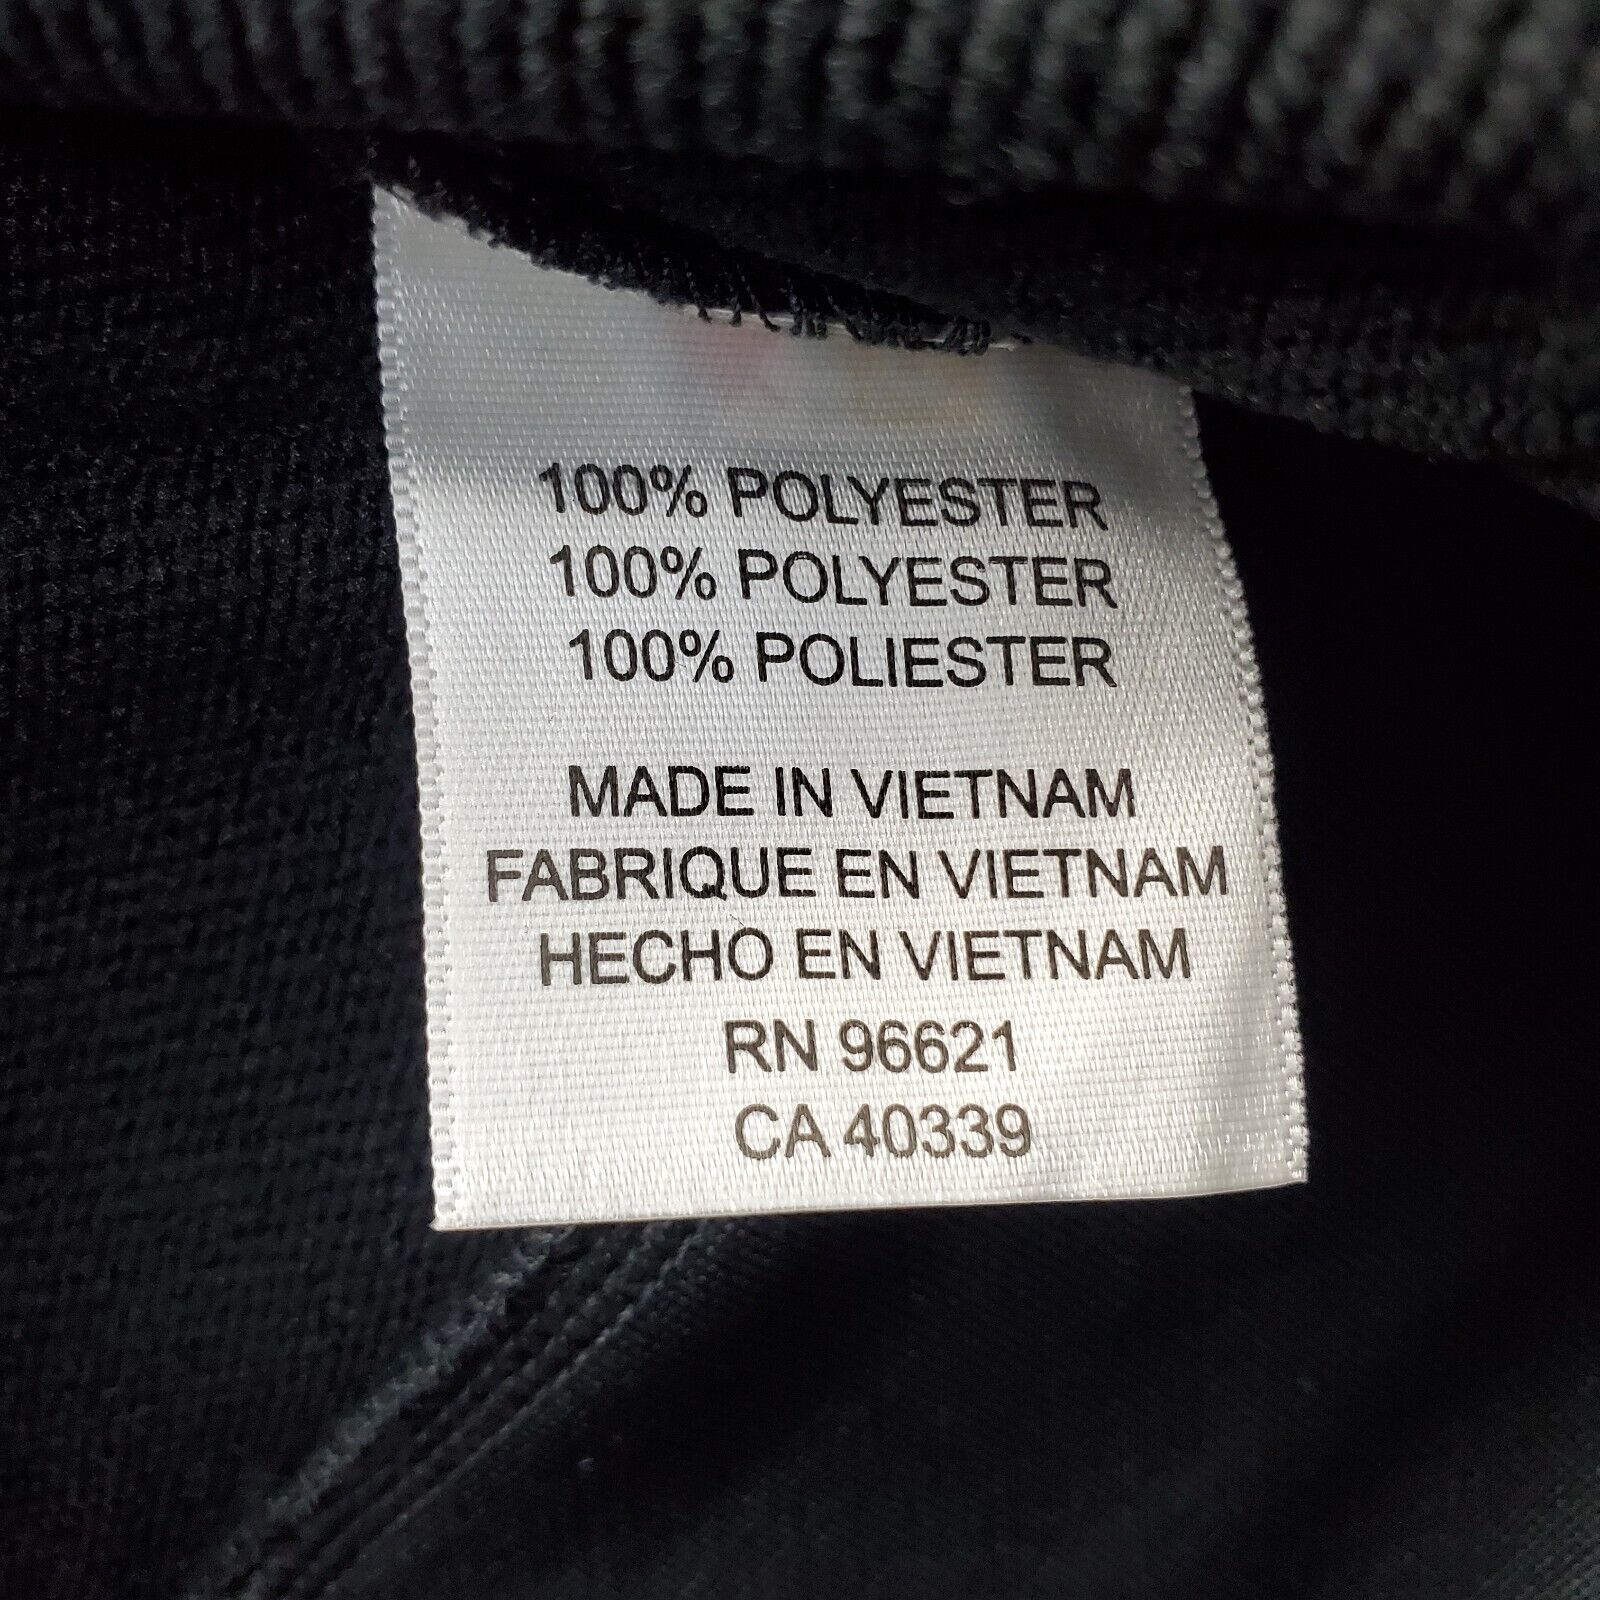 100% POLYESTER
100% POLYESTER
100% POLIESTER
MADE IN VIETNAM
FABRIQUE EN VIETNAM
HECHO EN VIETNAM
RN 96621
CA 40339